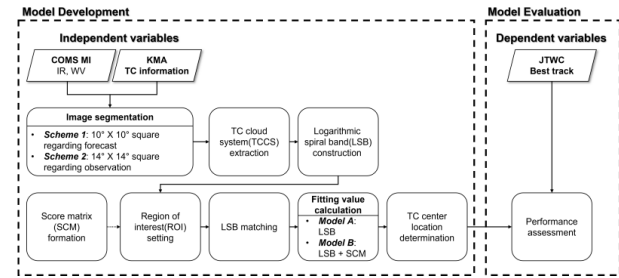 Model Development
Model Evaluation
Independent variables
Dependent variables
COMS MI
IR, WV
KMA
TC information
JTWC
Best track
Image segmentation
• Scheme 1: 10° X 10° square
regarding forecast
• Scheme 2: 14° X 14° square
regarding observation
TC cloud
system(TCCS)
extraction
Logarithmic
spiral band(LSB)
construction
Score matrix
(SCM)
formation
Region of
interest(ROI)
setting
LSB matching
Fitting value
calculation
• Model A:
LSB
• Model B:
LSB + SCM
TC center
location
determination
Performance
assessment